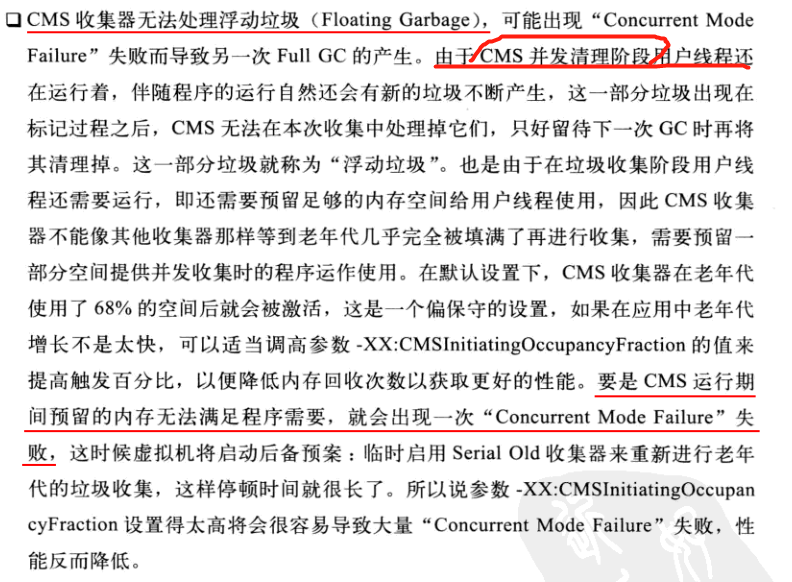 ❑ CMS 收集器无法处理浮动垃圾（Floating Garbage），可能出现“Concurrent Mode
Failure”失败而导致另一次 Full GC 的产生。由于 CMS 并发清理阶段用户线程还
在运行着，伴随程序的运行自然还会有新的垃圾不断产生，这一部分垃圾出现在
标记过程之后，CMS 无法在本次收集中处理掉它们，只好留待下一次 GC 时再将
其清理掉。这一部分垃圾就称为“浮动垃圾”。也是由于在垃圾收集阶段用户线
程还需要运行，即还需要预留足够的内存空间给用户线程使用，因此 CMS 收集
器不能像其他收集器那样等到老年代几乎完全被填满了再进行收集，需要预留一
部分空间提供并发收集时的程序运作使用。在默认设置下，CMS 收集器在老年代
使用了 68% 的空间后就会被激活，这是一个偏保守的设置，如果在应用中老年代
增长不是太快，可以适当调高参数 -XX:CMSInitiatingOccupancyFraction 的值来
提高触发百分比，以便降低内存回收次数以获取更好的性能。要是 CMS 运行期
间预留的内存无法满足程序需要，就会出现一次“Concurrent Mode Failure”失
败，这时候虚拟机将启动后备预案：临时启用 Serial Old 收集器来重新进行老年
代的垃圾收集，这样停顿时间就很长了。所以说参数 -XX:CMSInitiatingOccupan
cyFraction 设置得太高将会很容易导致大量“Concurrent Mode Failure”失败，性
能反而降低。